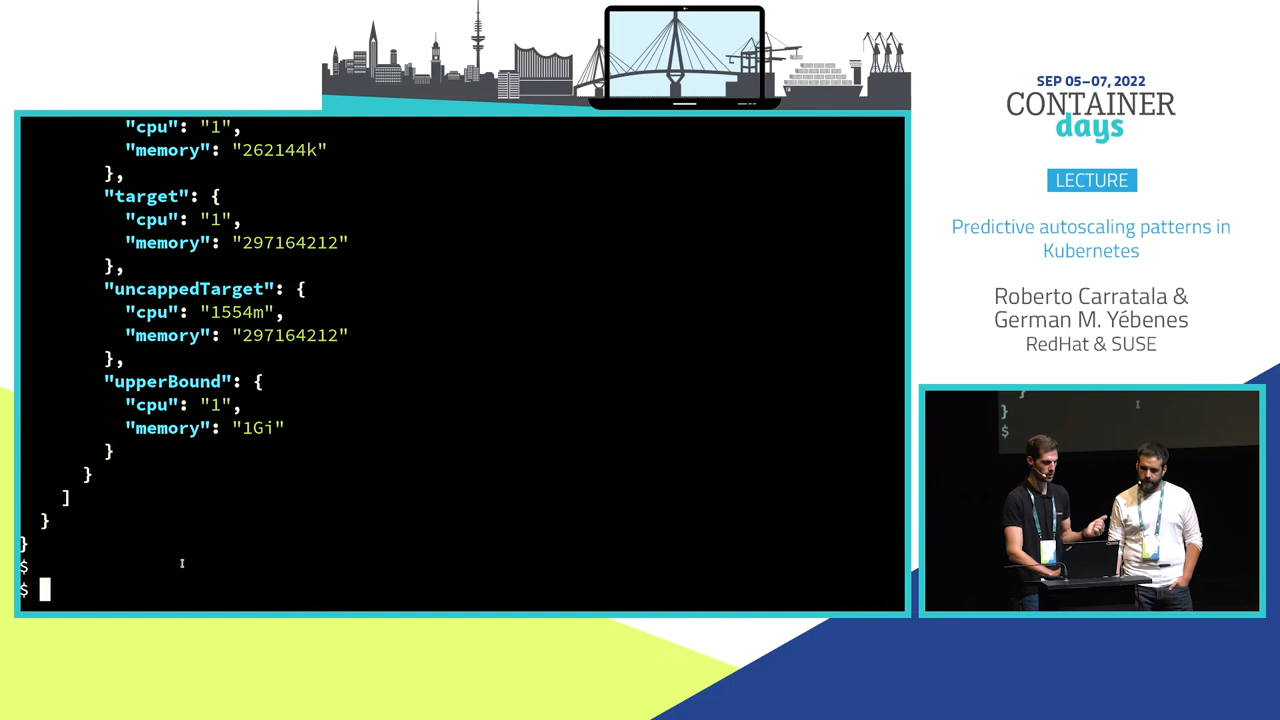 "cpu": "1",
"memory": "262144k"
},
"target": {
"cpu": "1",
"memory": "297164212"
},
"uncappedTarget": {
"cpu": "1554m",
"memory": "297164212"
},
"upperBound": {
"cpu": "1",
"memory": "1Gi"
}
}
]
}
}
$
$
SEP 05–07, 2022
CONTAINER
days
LECTURE
Predictive autoscaling patterns in
Kubernetes
Roberto Carratala &
German M. Yébenes
RedHat & SUSE
}
}
$